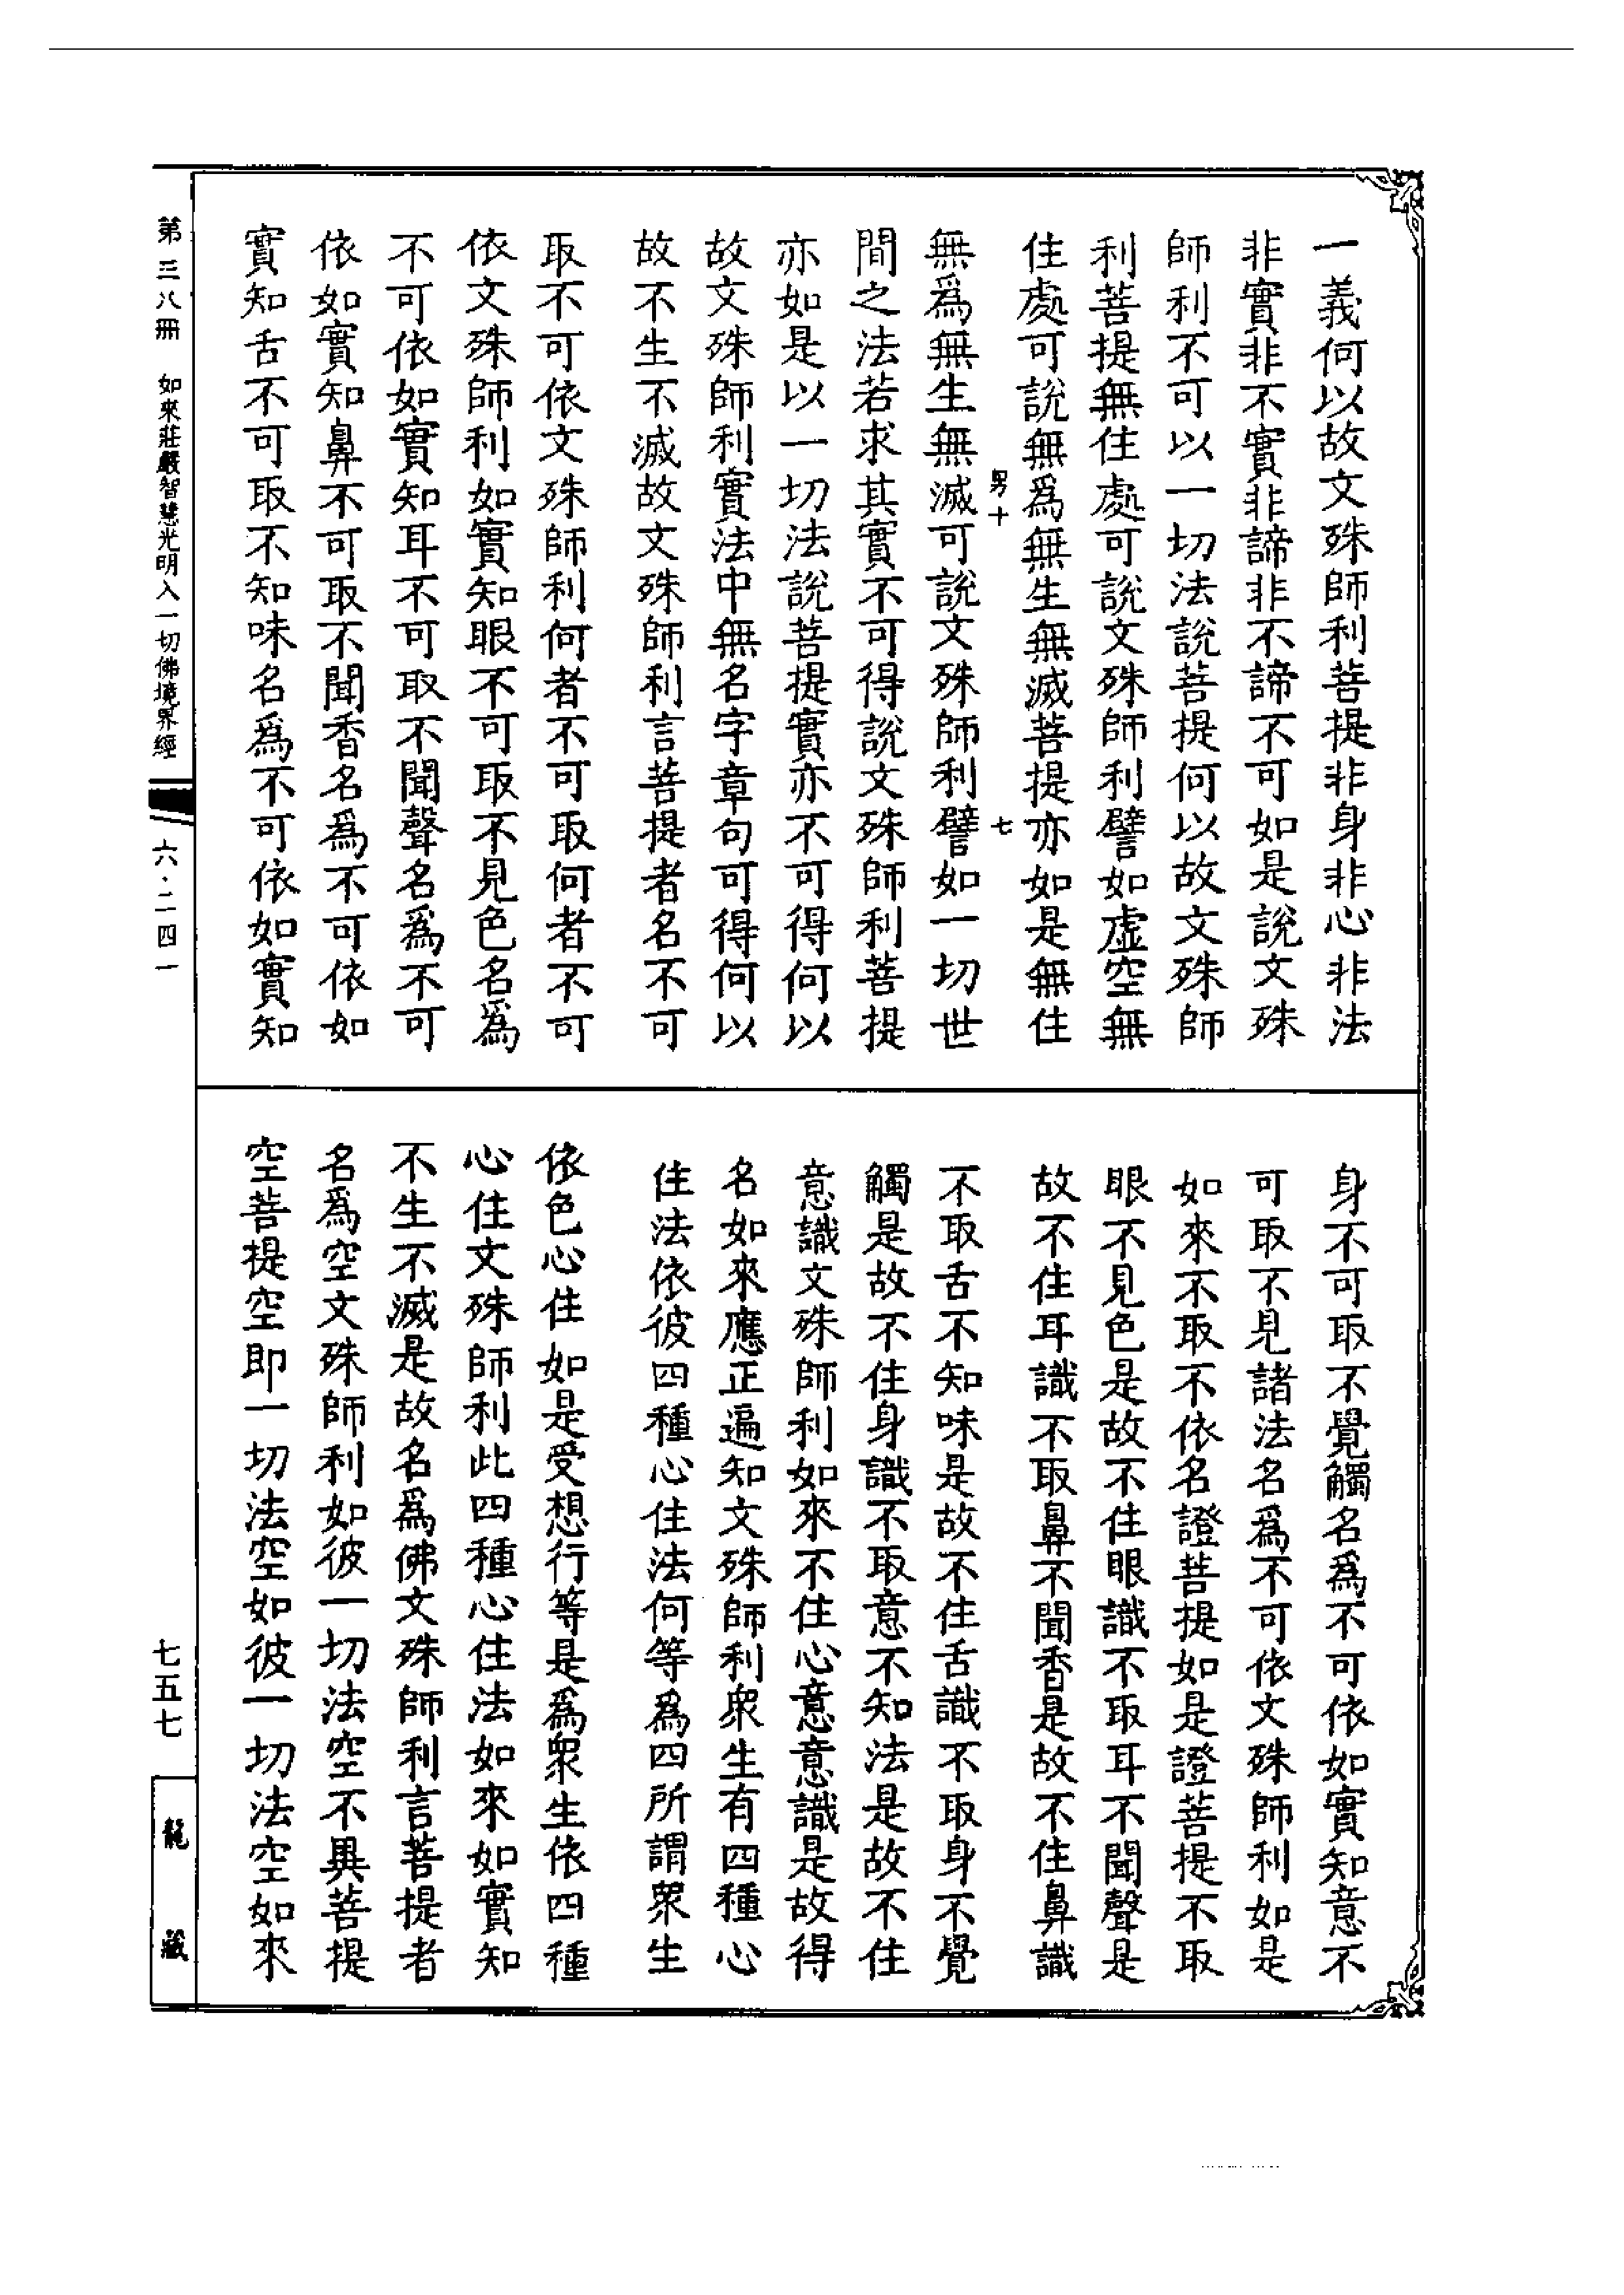 一義何以故文殊師利菩提非身非心非法
非實非不實非諦非不諦不可如是說文殊
師利不可以一切法說菩提何以故文殊師
利菩提無住處可說文殊師利譬如虛空無
住處可說無爲無生無滅菩提亦如是無住
男十
七
無爲無生無滅可說文殊師利譬如一切世
間之法若求其實不可得說文殊師利菩提
亦如是以一切法說菩提實亦不可得何以
故文殊師利實法中無名字章句可得何以
故不生不滅故文殊師利言菩提者名不可
取不可依文殊師利何者不可取何者不可
依文殊師利如實知眼不可取不見色名爲
不可依如實知耳不可取不聞聲名爲不可
依如實知鼻不可取不聞香名爲不可依如
實知舌不可取不知味名爲不可依如實知
身不可取不覺觸名爲不可依如實知意不
可取不見諸法名爲不可依文殊師利如是
如來不取不依名證菩提如是證菩提不取
眼不見色是故不住眼識不取耳不聞聲是
故不住耳識不取鼻不聞香是故不住鼻識
不取舌不知味是故不住舌識不取身不覺
觸是故不住身識不取意不知法是故不住
意識文殊師利如來不住心意意識是故得
名如來應正遍知文殊師利衆生有四種心
住法依彼四種心住法何等爲四所謂衆生
依色心住如是受想行等是爲衆生依四種
心住文殊師利此四種心住法如來如實知
不生不滅是故名爲佛文殊師利言菩提者
名爲空文殊師利如彼一切法空不異菩提
空菩提空即一切法空如彼一切法空如來
第三八冊 如來莊嚴智慧光明入一切佛境界經
六·二四一
七五七
龍藏